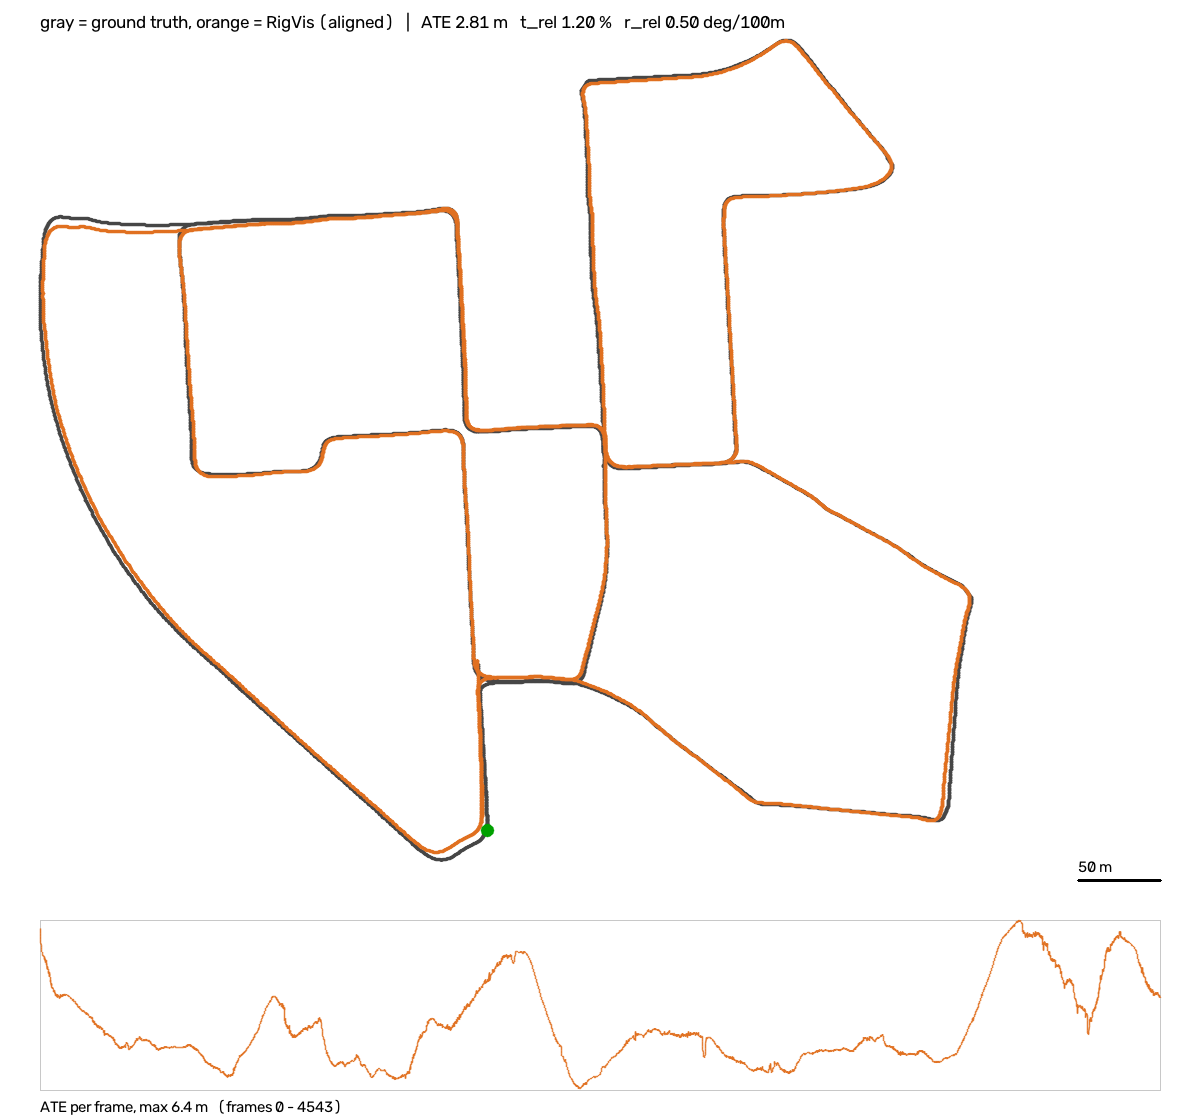 gray = ground truth, orange = RigVis (aligned) | ATE 2.81 m t_rel 1.20 % r_rel 0.50 deg/100m
50 m
ATE per frame, max 6.4 m (frames 0 - 4543)